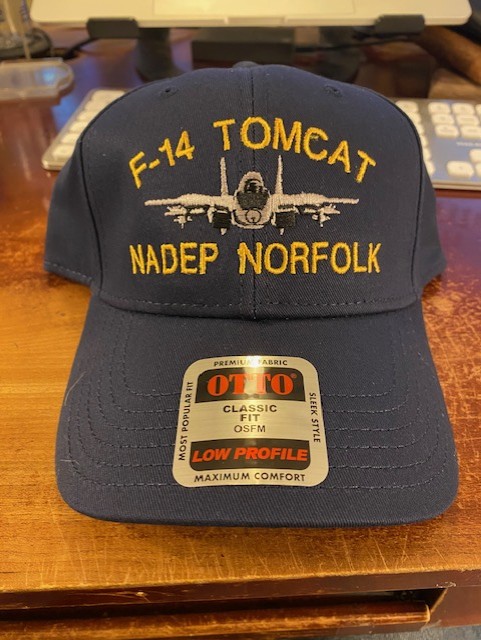 F-14 TOMCAT
NADEP NORFOLK
PREMIUM FABRIC
MOST POPULAR FIT
OTTO
CLASSIC
FIT
OSFM
LOW PROFILE
SLEEK STYLE
MAXIMUM COMFORT